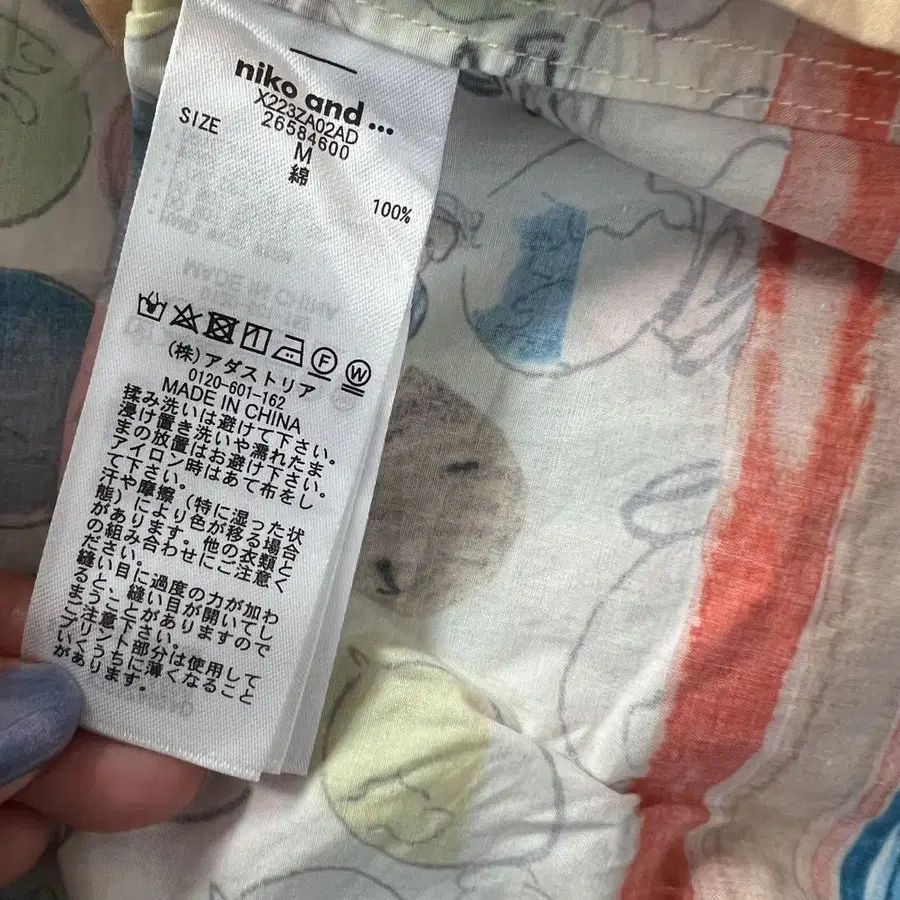 niko and ...
X223ZA02AD
26584600
SIZE M
綿 100%
F W
(株)アダストリア
0120-601-162
MADE IN CHINA
揉み洗いは避けて下さい。
浸け置き洗いや濡れたま
まの放置はお避け下さい。
アイロン時はあて布をし
て下さい。
汗や摩擦(特に湿った状
態)により色が移る場合
があります。他の衣類と
の組み合わせにご注意く
ださい。
縫い目に過度の力が加わ
ると縫い目が開いてし
まうことがありますので
ご注意下さい。
プリント部分は使用して
いくうちに薄くなること
があります。
MADE IN CHINA